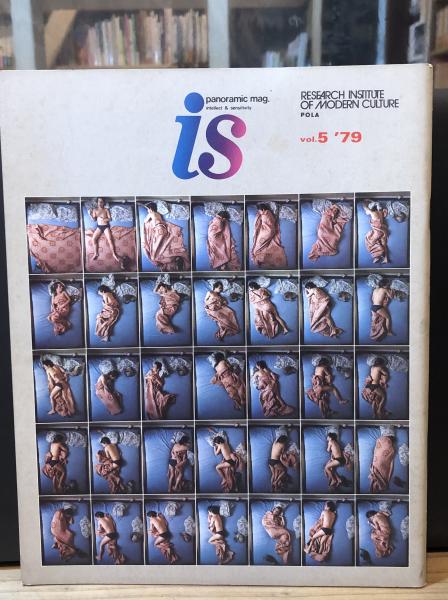 panoramic mag.
intellect & sensitivity
is
RESEARCH INSTITUTE
OF MODERN CULTURE
POLA
vol.5 '79